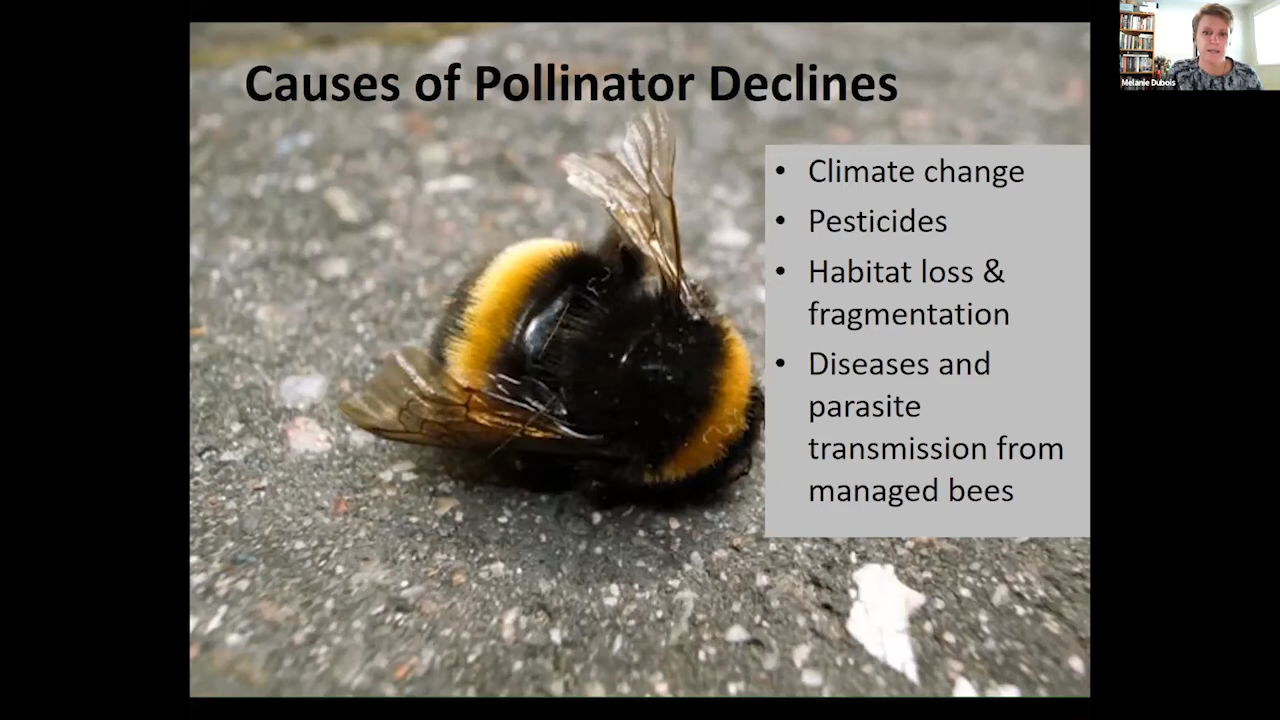 Causes of Pollinator Declines
• Climate change
• Pesticides
• Habitat loss &
fragmentation
• Diseases and
parasite
transmission from
managed bees
Melanie Dubois